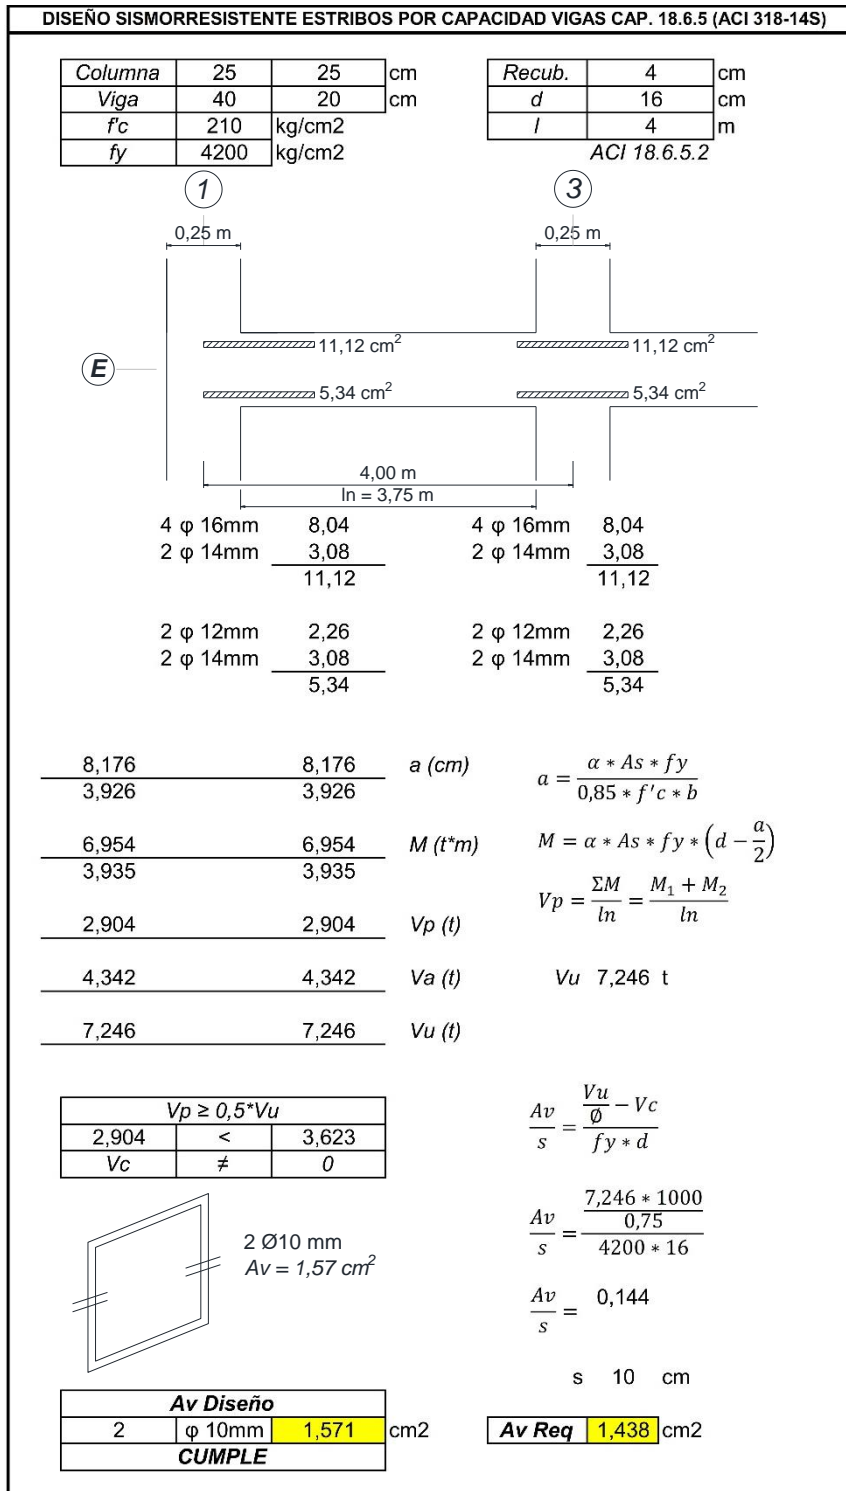 DISEÑO SISMORRESISTENTE ESTRIBOS POR CAPACIDAD VIGAS CAP. 18.6.5 (ACI 318-14S)
Columna 25 25 cm Recub. 4 cm
Viga 40 20 cm d 16 cm
f'c 210 kg/cm2 l 4 m
fy 4200 kg/cm2 ACI 18.6.5.2
1 3
0,25 m 0,25 m
11,12 cm² 11,12 cm²
E
5,34 cm² 5,34 cm²
4,00 m
ln = 3,75 m
4 φ 16mm 8,04 4 φ 16mm 8,04
2 φ 14mm 3,08 2 φ 14mm 3,08
11,12 11,12
2 φ 12mm 2,26 2 φ 12mm 2,26
2 φ 14mm 3,08 2 φ 14mm 3,08
5,34 5,34
8,176 8,176 a (cm) a = α * As * fy / 0,85 * f'c * b
3,926 3,926
6,954 6,954 M (t*m) M = α * As * fy * (d − a/2)
3,935 3,935
Vp = ΣM / ln = M₁ + M₂ / ln
2,904 2,904 Vp (t)
4,342 4,342 Va (t) Vu 7,246 t
7,246 7,246 Vu (t)
Vp ≥ 0,5*Vu
2,904 < 3,623
Vc ≠ 0
Av/s = Vu/Ø − Vc / fy * d
2 Ø10 mm
Av = 1,57 cm²
Av/s = 7,246 * 1000 / 0,75 / 4200 * 16
Av/s = 0,144
s 10 cm
Av Diseño
2 φ 10mm 1,571 cm2 Av Req 1,438 cm2
CUMPLE